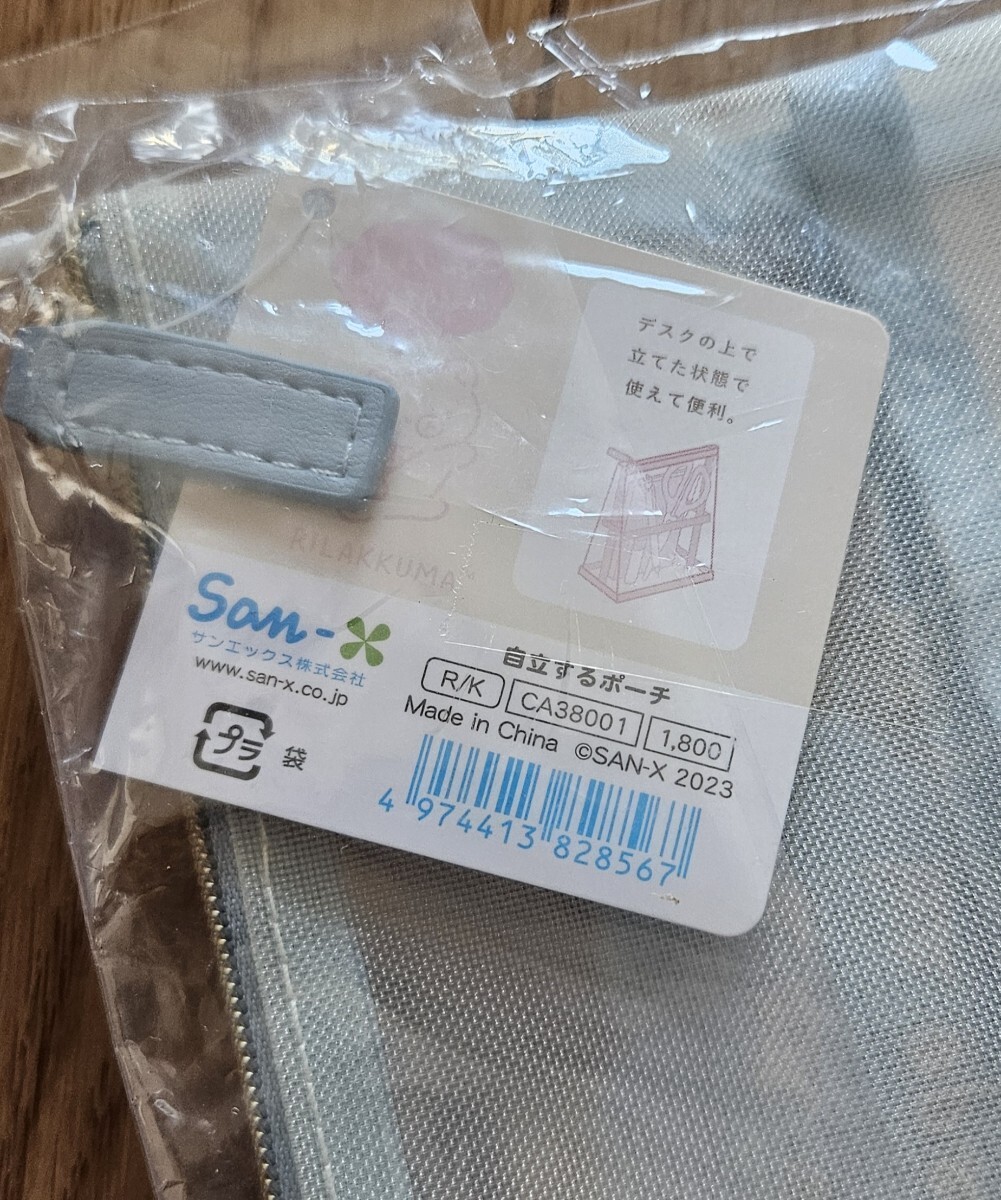 デスクの上で
立てた状態で
使えて便利。
RILAKKUMA™
San-X
サンエックス株式会社
www.san-x.co.jp
プラ 袋
自立するポーチ
R/K CA38001 1,800
Made in China ©SAN-X 2023
4 974413 828567